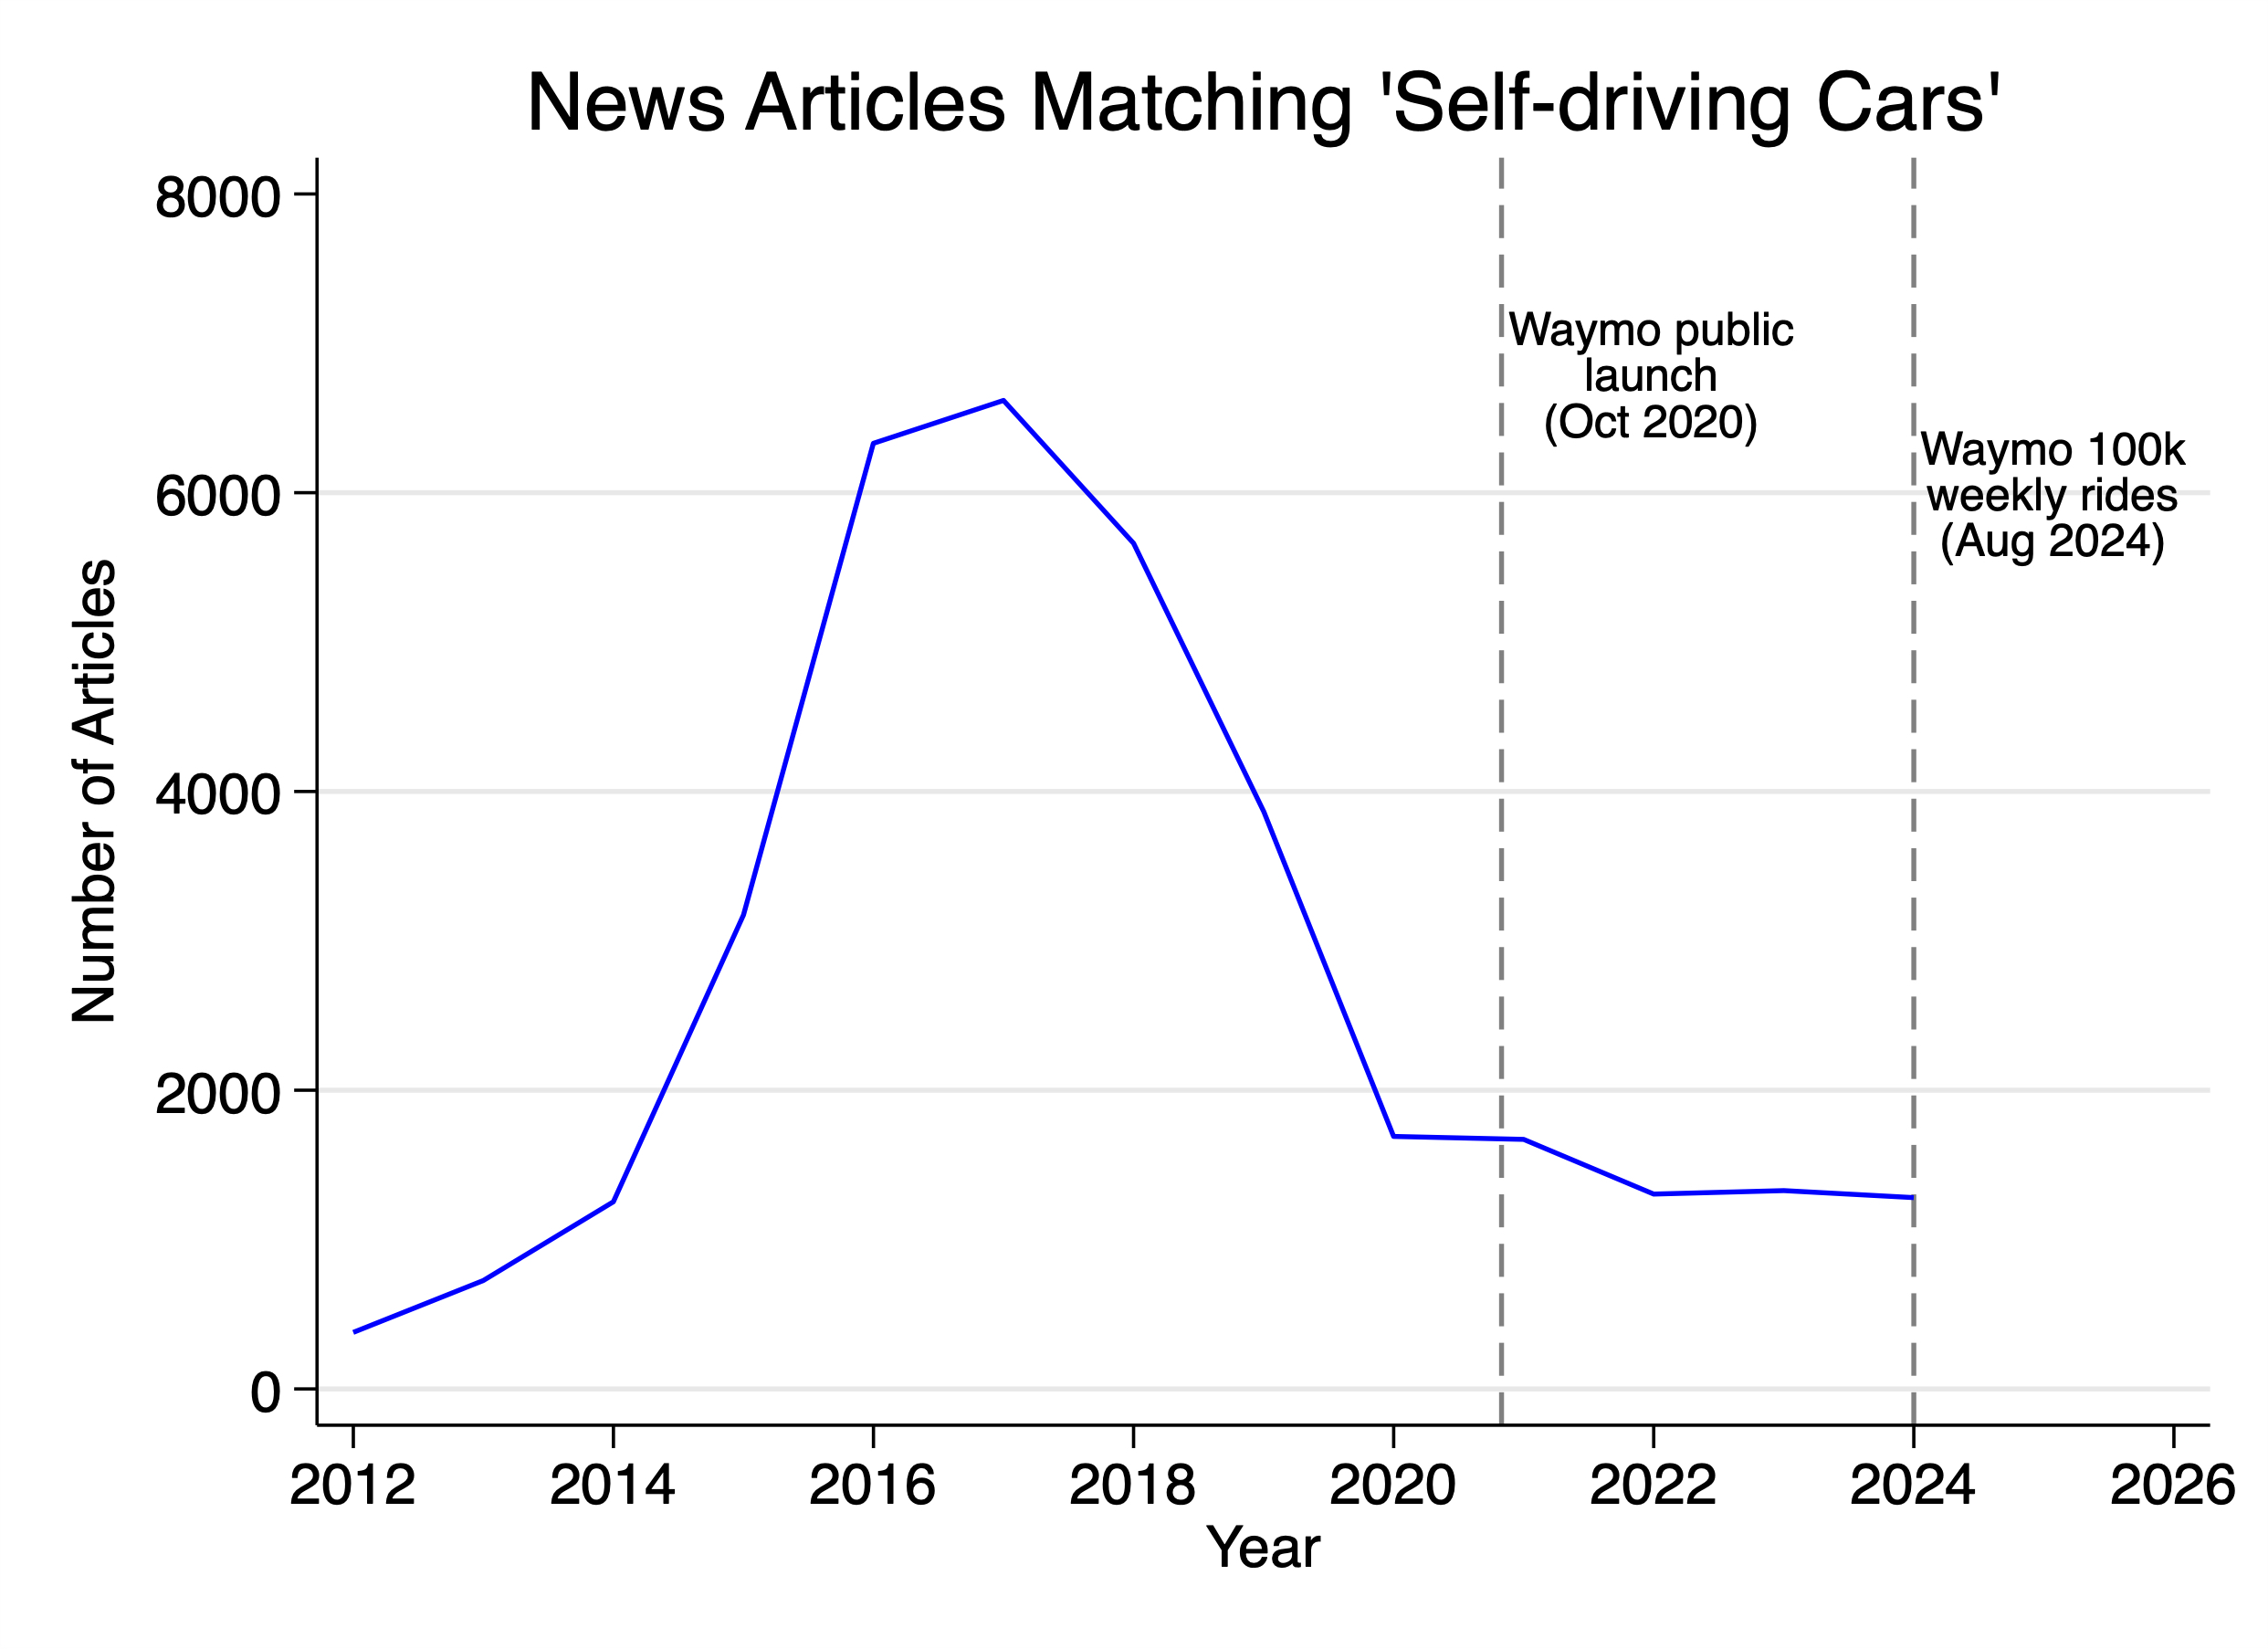 News Articles Matching 'Self-driving Cars'
8000
6000
4000
2000
0
Number of Articles
Waymo public
launch
(Oct 2020)
Waymo 100k
weekly rides
(Aug 2024)
2012 2014 2016 2018 2020 2022 2024 2026
Year